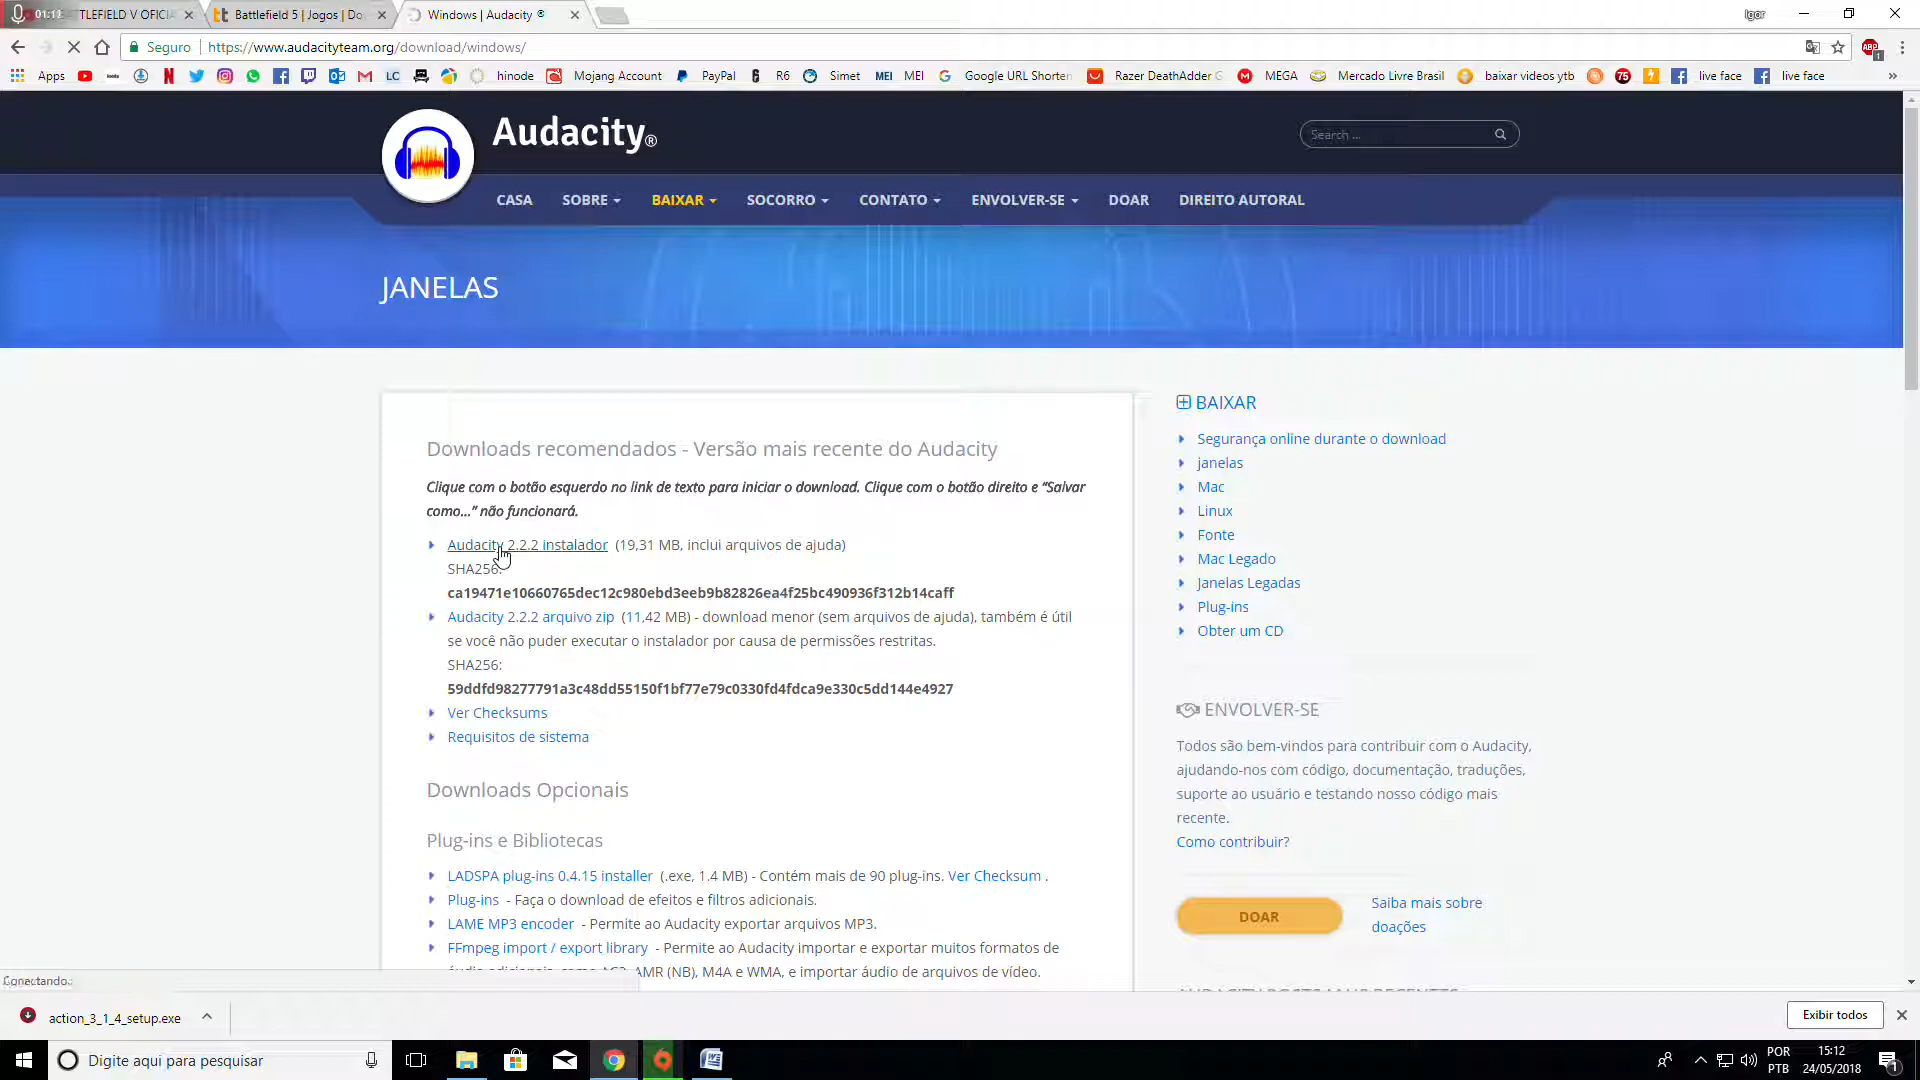 01:11 TLEFIELD V OFICIA
Battlefield 5 | Jogos | Do
Windows | Audacity ®
Igor
Seguro
https://www.audacityteam.org/download/windows/
ABP
1
Apps
LC
hinode
Mojang Account
PayPal
R6
Simet
MEI MEI
Google URL Shorten
Razer DeathAdder
MEGA
Mercado Livre Brasil
baixar videos ytb
75
live face
live face
»
Audacity®
Search ...
CASA
SOBRE
BAIXAR
SOCORRO
CONTATO
ENVOLVER-SE
DOAR
DIREITO AUTORAL
JANELAS
Downloads recomendados - Versão mais recente do Audacity
Clique com o botão esquerdo no link de texto para iniciar o download. Clique com o botão direito e “Salvar
como...” não funcionará.
Audacity 2.2.2 instalador (19,31 MB, inclui arquivos de ajuda)
SHA256:
ca19471e10660765dec12c980ebd3eeb9b82826ea4f25bc490936f312b14caff
Audacity 2.2.2 arquivo zip (11,42 MB) - download menor (sem arquivos de ajuda), também é útil
se você não puder executar o instalador por causa de permissões restritas.
SHA256:
59ddfd98277791a3c48dd55150f1bf77e79c0330fd4fdca9e330c5dd144e4927
Ver Checksums
Requisitos de sistema
Downloads Opcionais
Plug-ins e Bibliotecas
LADSPA plug-ins 0.4.15 installer (.exe, 1.4 MB) - Contém mais de 90 plug-ins. Ver Checksum .
Plug-ins - Faça o download de efeitos e filtros adicionais.
LAME MP3 encoder - Permite ao Audacity exportar arquivos MP3.
FFmpeg import / export library - Permite ao Audacity importar e exportar muitos formatos de
AMR (NB), M4A e WMA, e importar áudio de arquivos de vídeo.
BAIXAR
Segurança online durante o download
janelas
Mac
Linux
Fonte
Mac Legado
Janelas Legadas
Plug-ins
Obter um CD
ENVOLVER-SE
Todos são bem-vindos para contribuir com o Audacity,
ajudando-nos com código, documentação, traduções,
suporte ao usuário e testando nosso código mais
recente.
Como contribuir?
DOAR
Saiba mais sobre
doações
Conectando..
action_3_1_4_setup.exe
Exibir todos
Digite aqui para pesquisar
POR
PTB
15:12
24/05/2018
1